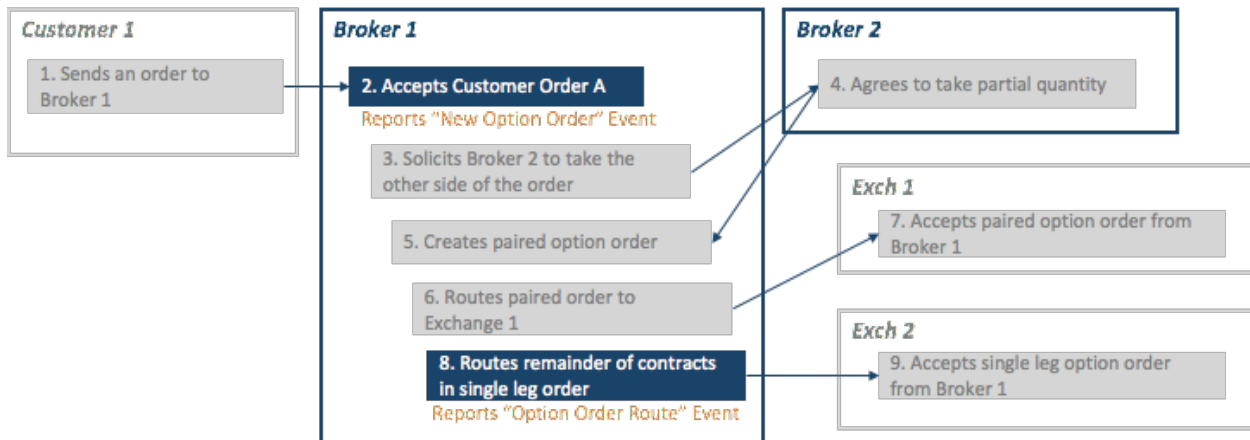 Customer 1
1. Sends an order to
Broker 1
Broker 1
2. Accepts Customer Order A
Reports "New Option Order" Event
3. Solicits Broker 2 to take the
other side of the order
5. Creates paired option order
6. Routes paired order to
Exchange 1
8. Routes remainder of contracts
in single leg order
Reports "Option Order Route" Event
Broker 2
4. Agrees to take partial quantity
Exch 1
7. Accepts paired option order from
Broker 1
Exch 2
9. Accepts single leg option order
from Broker 1